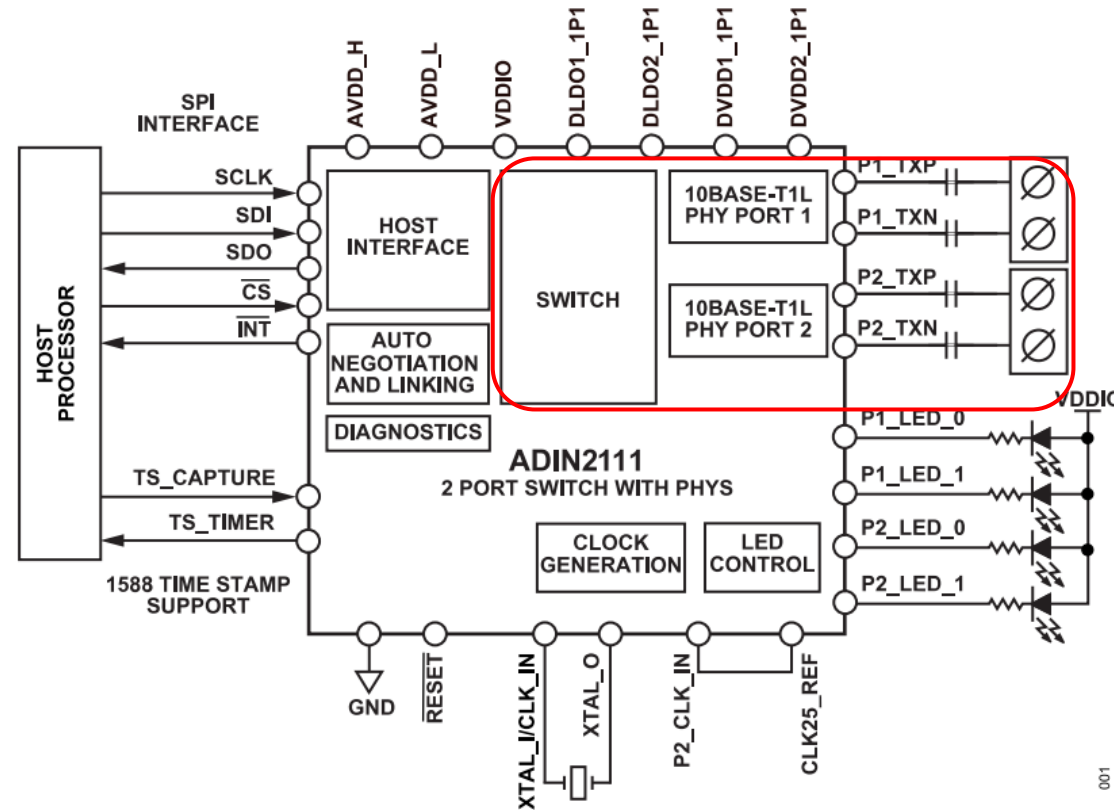 AVDD_H
AVDD_L
VDDIO
DLDO1_1P1
DLDO2_1P1
DVDD1_1P1
DVDD2_1P1
SPI
INTERFACE
HOST
PROCESSOR
SCLK
SDI
SDO
CS
INT
TS_CAPTURE
TS_TIMER
1588 TIME STAMP
SUPPORT
HOST
INTERFACE
AUTO
NEGOTIATION
AND LINKING
DIAGNOSTICS
SWITCH
10BASE-T1L
PHY PORT 1
10BASE-T1L
PHY PORT 2
ADIN2111
2 PORT SWITCH WITH PHYS
CLOCK
GENERATION
LED
CONTROL
P1_TXP
P1_TXN
P2_TXP
P2_TXN
VDDIO
P1_LED_0
P1_LED_1
P2_LED_0
P2_LED_1
GND
RESET
XTAL_I/CLK_IN
XTAL_O
P2_CLK_IN
CLK25_REF
001